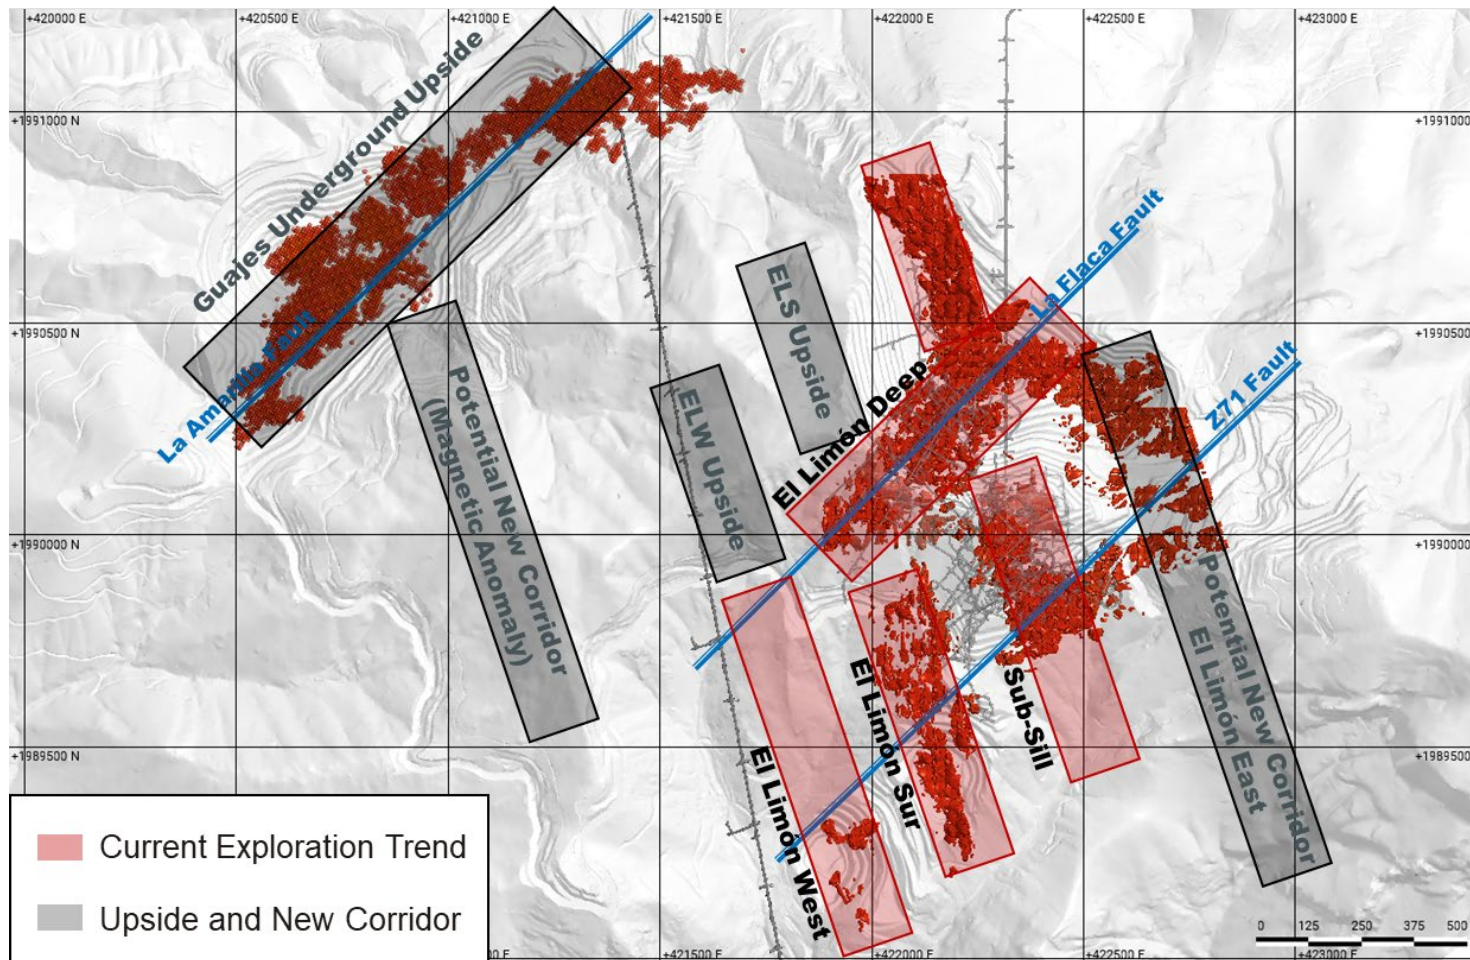 +420000 E
+420500 E
+421000 E
+421500 E
+422000 E
+422500 E
+423000 E
+1991000 N
+1991000
Guajes Underground Upside
La Amarilla Fault
La Flaca Fault
+1990500 N
+1990500
Z71 Fault
ELS Upside
ELW Upside
El Limón Deep
Potential New Corridor
(Magnetic Anomaly)
+1990000 N
+1990000
Potential New Corridor
El Limón East
Sub-Sill
El Limón Sur
El Limón West
+1989500 N
+1989500
Current Exploration Trend
Upside and New Corridor
0 125 250 375 500
00 E
+421500 E
+422000 E
+422500 E
+423000 E